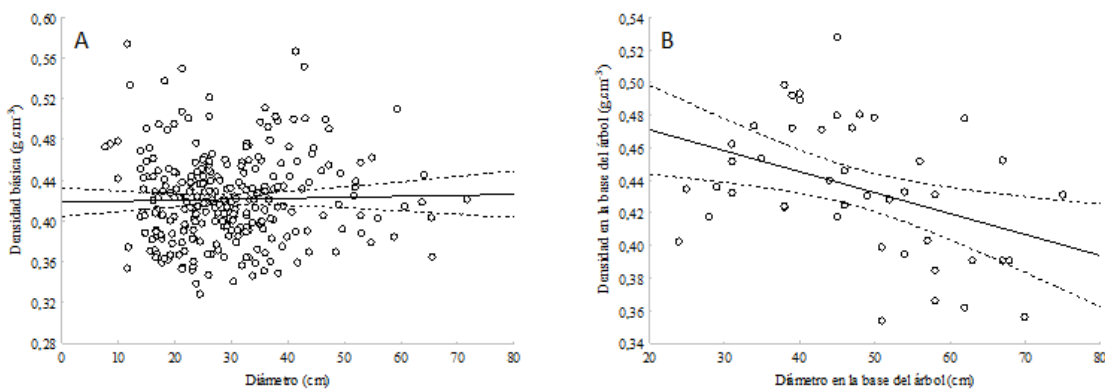 A
Densidad básica (g.cm⁻³)
0,60
0,56
0,52
0,48
0,44
0,40
0,36
0,32
0,28
0 10 20 30 40 50 60 70 80
Diámetro (cm)
B
Densidad en la base del árbol (g.cm⁻³)
0,54
0,52
0,50
0,48
0,46
0,44
0,42
0,40
0,38
0,36
0,34
20 30 40 50 60 70 80
Diámetro en la base del árbol (cm)